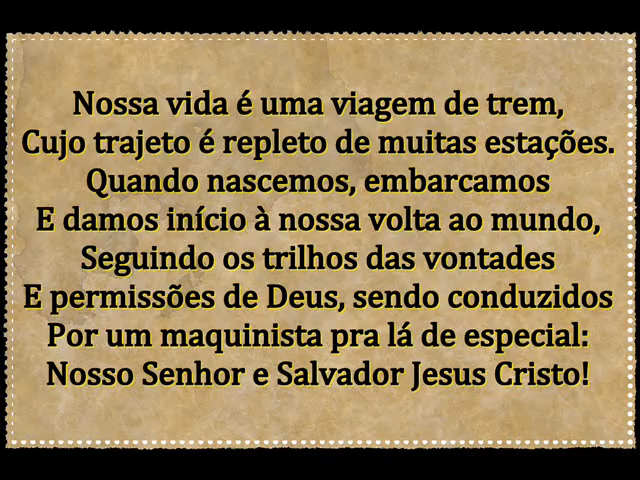 Nossa vida é uma viagem de trem,
Cujo trajeto é repleto de muitas estações.
Quando nascemos, embarcamos
E damos início à nossa volta ao mundo,
Seguindo os trilhos das vontades
E permissões de Deus, sendo conduzidos
Por um maquinista pra lá de especial:
Nosso Senhor e Salvador Jesus Cristo!